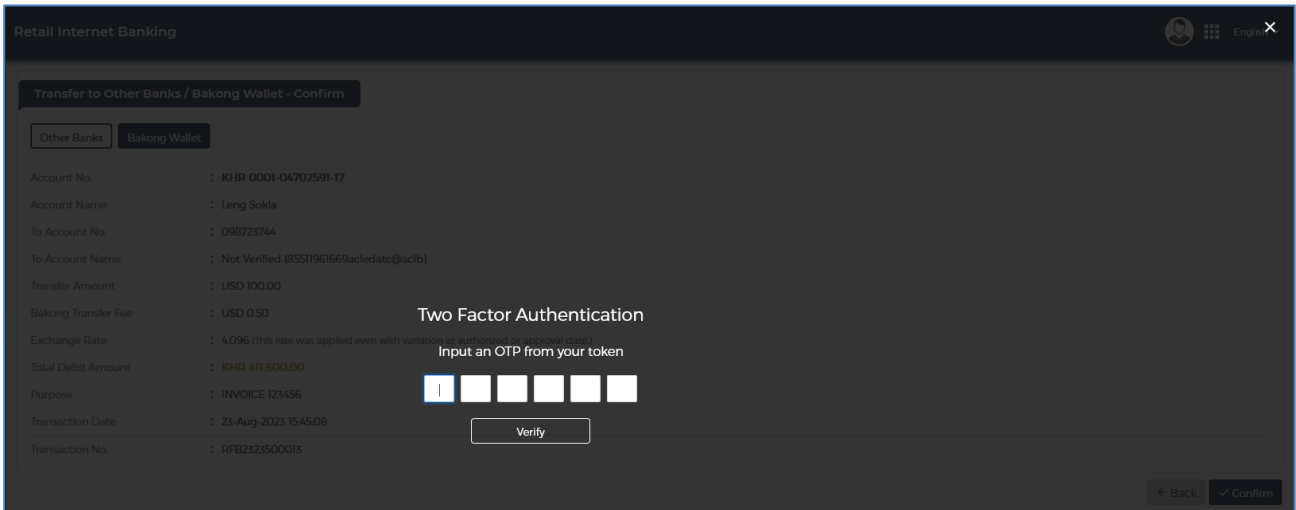 Retail Internet Banking
English
Transfer to Other Banks / Bakong Wallet - Confirm
Other Banks Bakong Wallet
Account No. : KHR 0001-04702591-17
Account Name : Leng Sokla
To Account No. : 098723744
To Account Name : Not Verified (85511961669acledatc@aclb)
Transfer Amount : USD 100.00
Bakong Transfer Fee : USD 0.50
Exchange Rate : 4,096 (This rate was applied even with variation at authorized or approval date.)
Total Debit Amount : KHR 411,600.00
Purpose : INVOICE 123456
Transaction Date : 23-Aug-2023 15:45:08
Transaction No. : RFB2323500013
Two Factor Authentication
Input an OTP from your token
Verify
← Back ✓ Confirm